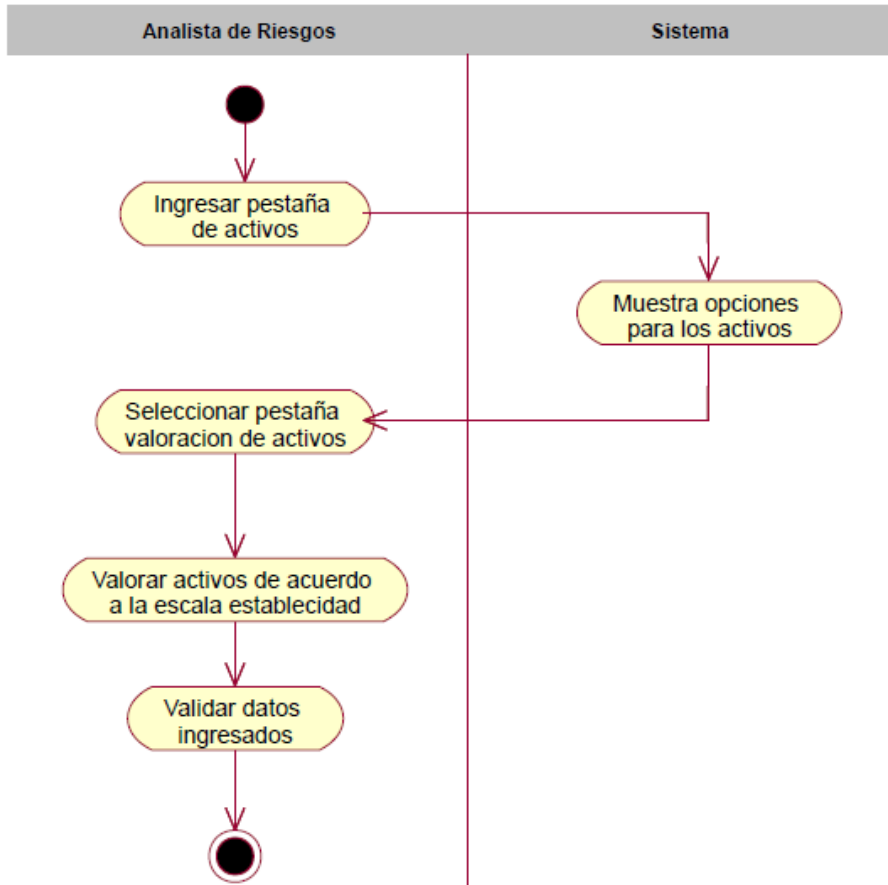 Analista de Riesgos
Sistema
Ingresar pestaña
de activos
Muestra opciones
para los activos
Seleccionar pestaña
valoracion de activos
Valorar activos de acuerdo
a la escala establecidad
Validar datos
ingresados